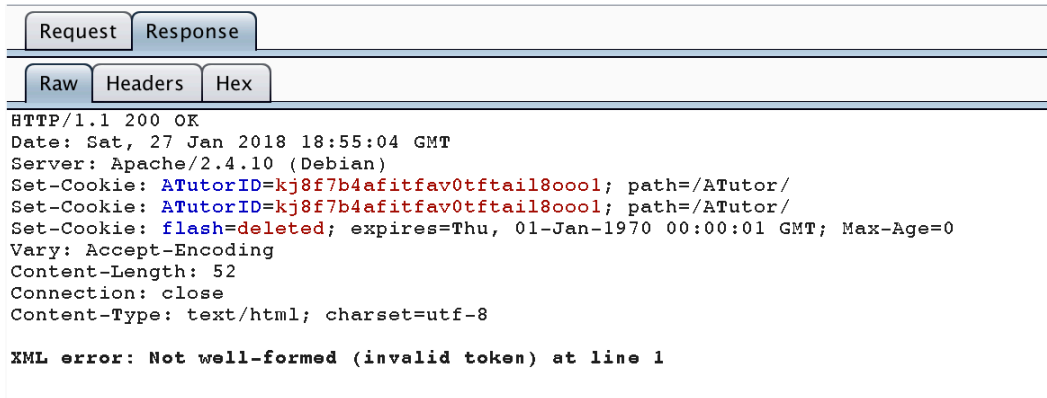 Request Response
Raw Headers Hex
HTTP/1.1 200 OK
Date: Sat, 27 Jan 2018 18:55:04 GMT
Server: Apache/2.4.10 (Debian)
Set-Cookie: ATutorID=kj8f7b4afitfav0tftail8ooo1; path=/ATutor/
Set-Cookie: ATutorID=kj8f7b4afitfav0tftail8ooo1; path=/ATutor/
Set-Cookie: flash=deleted; expires=Thu, 01-Jan-1970 00:00:01 GMT; Max-Age=0
Vary: Accept-Encoding
Content-Length: 52
Connection: close
Content-Type: text/html; charset=utf-8
XML error: Not well-formed (invalid token) at line 1